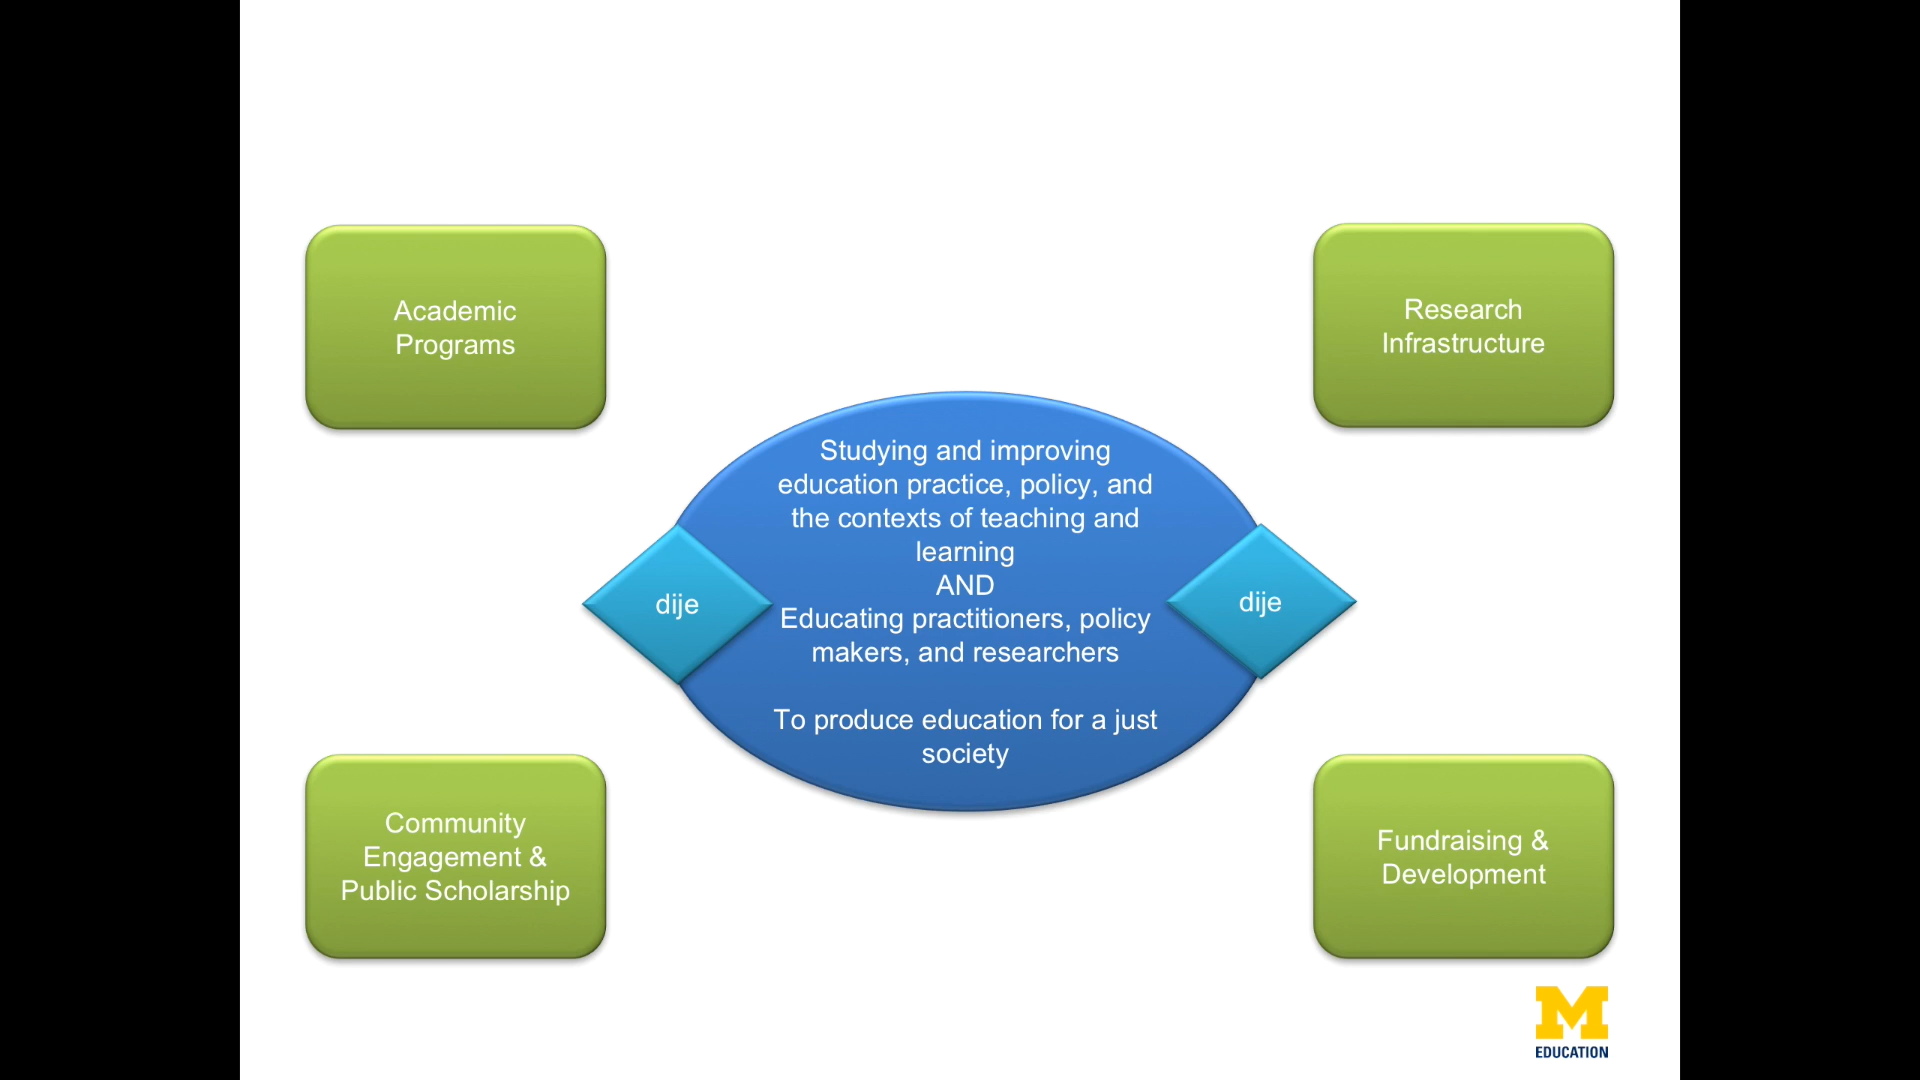 Academic
Programs
Research
Infrastructure
Studying and improving
education practice, policy, and
the contexts of teaching and
learning
AND
Educating practitioners, policy
makers, and researchers
To produce education for a just
society
dije
dije
Community
Engagement &
Public Scholarship
Fundraising &
Development
M
EDUCATION